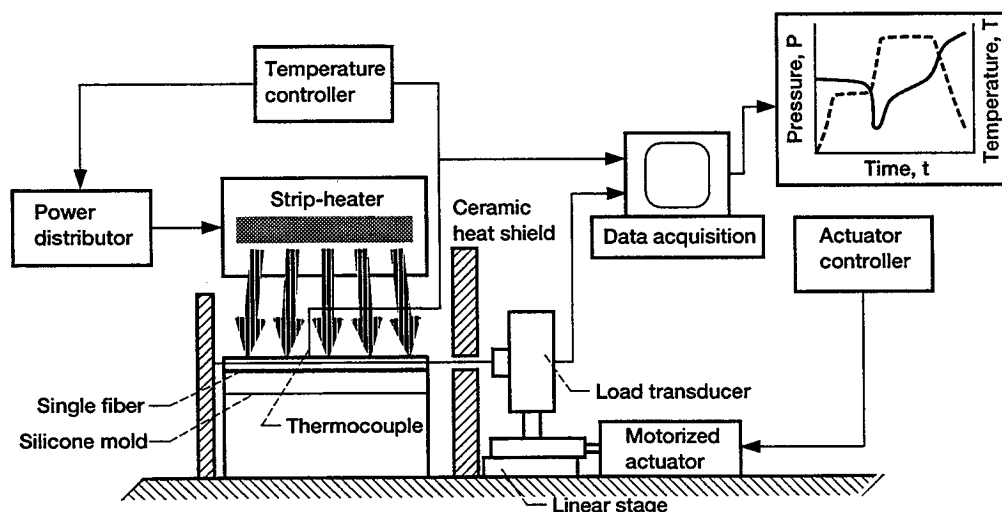 Temperature
controller
Pressure, P
Temperature, T
Time, t
Strip-heater
Ceramic
heat shield
Power
distributor
Data acquisition
Actuator
controller
Single fiber
Silicone mold
Thermocouple
Load transducer
Motorized
actuator
Linear stage